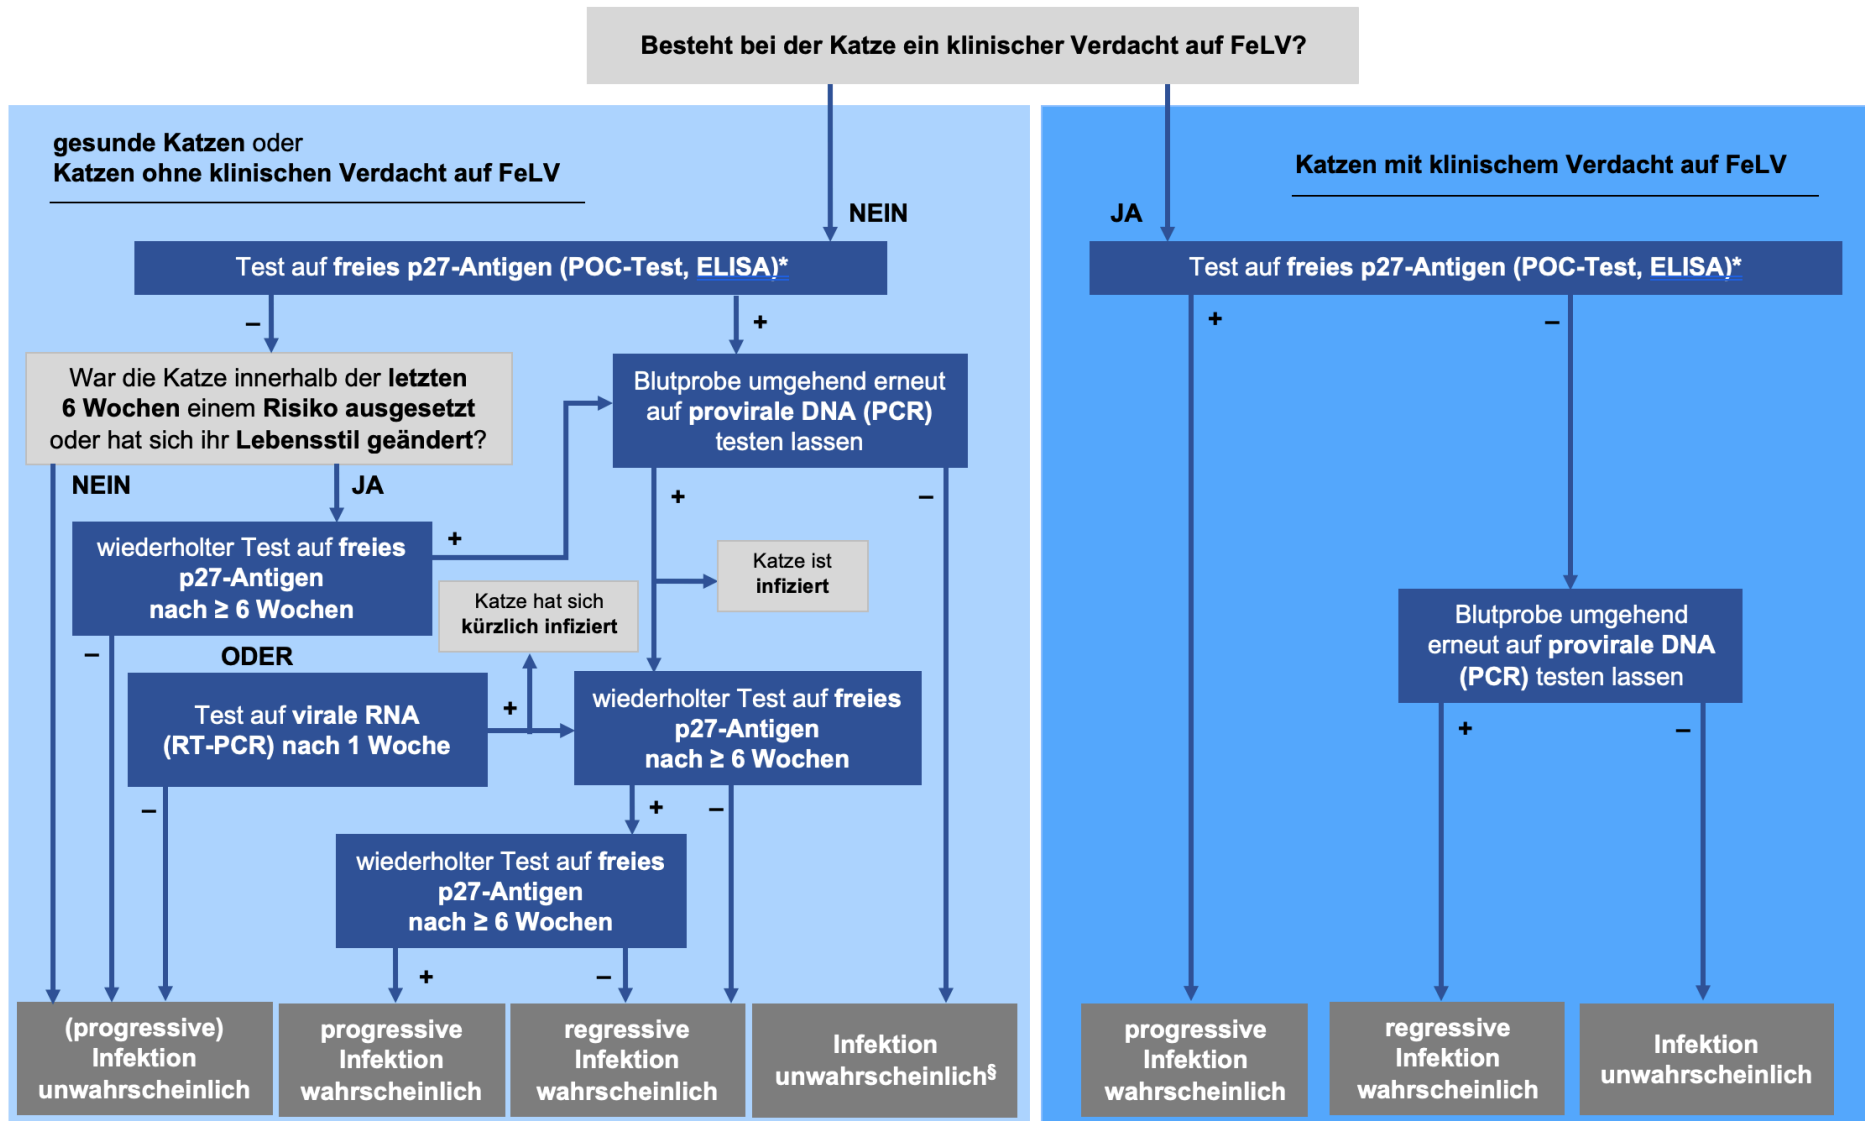 Besteht bei der Katze ein klinischer Verdacht auf FeLV?
gesunde Katzen oder
Katzen ohne klinischen Verdacht auf FeLV
NEIN
Test auf freies p27-Antigen (POC-Test, ELISA)*
–
+
War die Katze innerhalb der letzten
6 Wochen einem Risiko ausgesetzt
oder hat sich ihr Lebensstil geändert?
Blutprobe umgehend erneut
auf provirale DNA (PCR)
testen lassen
NEIN
JA
+
–
wiederholter Test auf freies
p27-Antigen
nach ≥ 6 Wochen
+
Katze ist
infiziert
Katze hat sich
kürzlich infiziert
–
ODER
Test auf virale RNA
(RT-PCR) nach 1 Woche
+
wiederholter Test auf freies
p27-Antigen
nach ≥ 6 Wochen
–
+
–
wiederholter Test auf freies
p27-Antigen
nach ≥ 6 Wochen
+
–
(progressive)
Infektion
unwahrscheinlich
progressive
Infektion
wahrscheinlich
regressive
Infektion
wahrscheinlich
Infektion
unwahrscheinlich§
Katzen mit klinischem Verdacht auf FeLV
JA
Test auf freies p27-Antigen (POC-Test, ELISA)*
+
–
Blutprobe umgehend
erneut auf provirale DNA
(PCR) testen lassen
+
–
progressive
Infektion
wahrscheinlich
regressive
Infektion
wahrscheinlich
Infektion
unwahrscheinlich